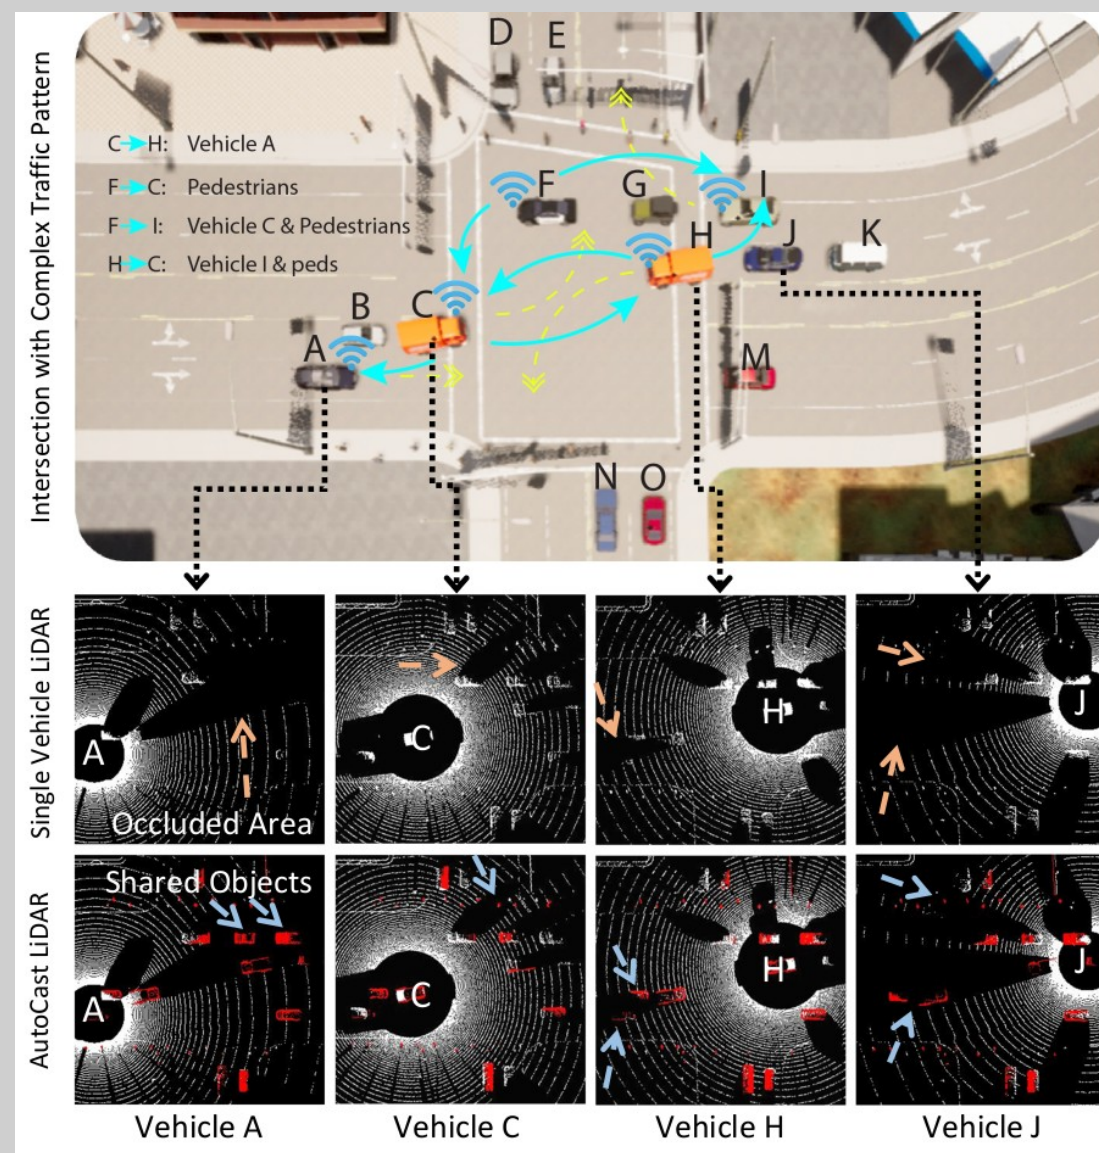 Intersection with Complex Traffic Pattern
D E
C H: Vehicle A
F C: Pedestrians
F I: Vehicle C & Pedestrians
H C: Vehicle I & peds
F G I
H J K
B C
A
M
N O
Single Vehicle LiDAR
A
Occluded Area
C
H
J
AutoCast LiDAR
Shared Objects
A
C
H
J
Vehicle A Vehicle C Vehicle H Vehicle J